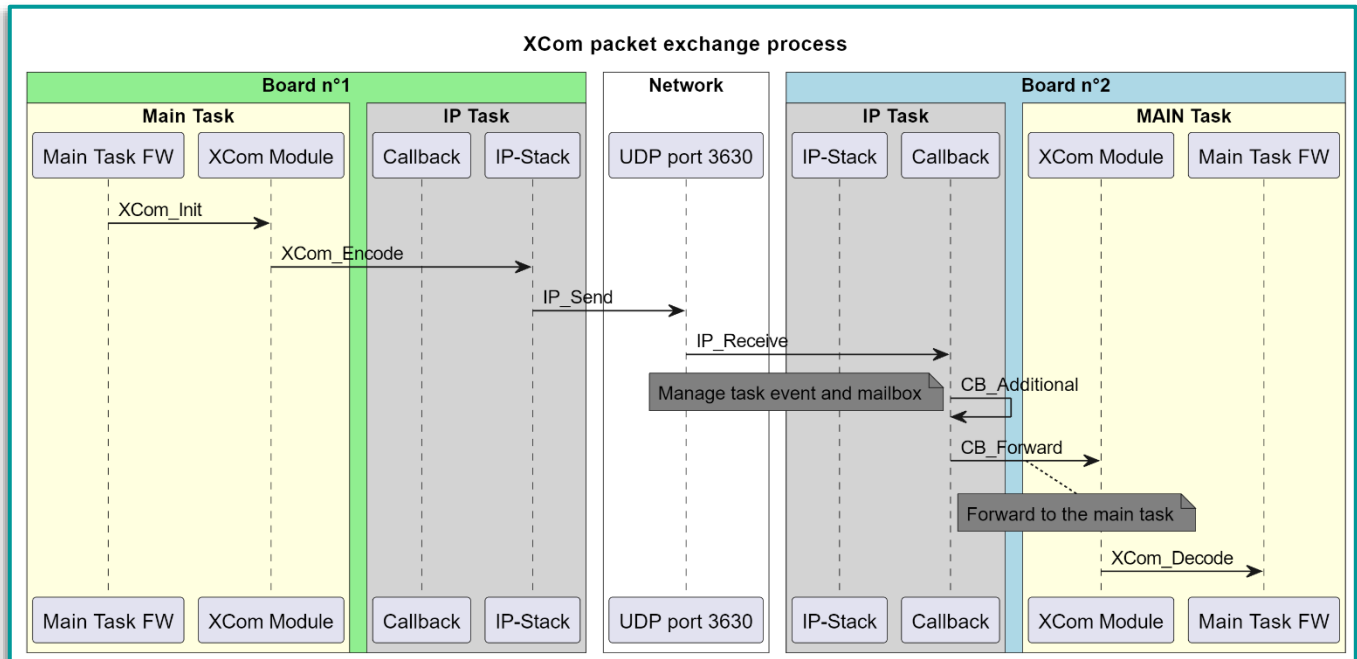 XCom packet exchange process
Board n°1
Network
Board n°2
Main Task
IP Task
IP Task
MAIN Task
Main Task FW
XCom Module
Callback
IP-Stack
UDP port 3630
IP-Stack
Callback
XCom Module
Main Task FW
XCom_Init
XCom_Encode
IP_Send
IP_Receive
Manage task event and mailbox
CB_Additional
CB_Forward
Forward to the main task
XCom_Decode
Main Task FW
XCom Module
Callback
IP-Stack
UDP port 3630
IP-Stack
Callback
XCom Module
Main Task FW